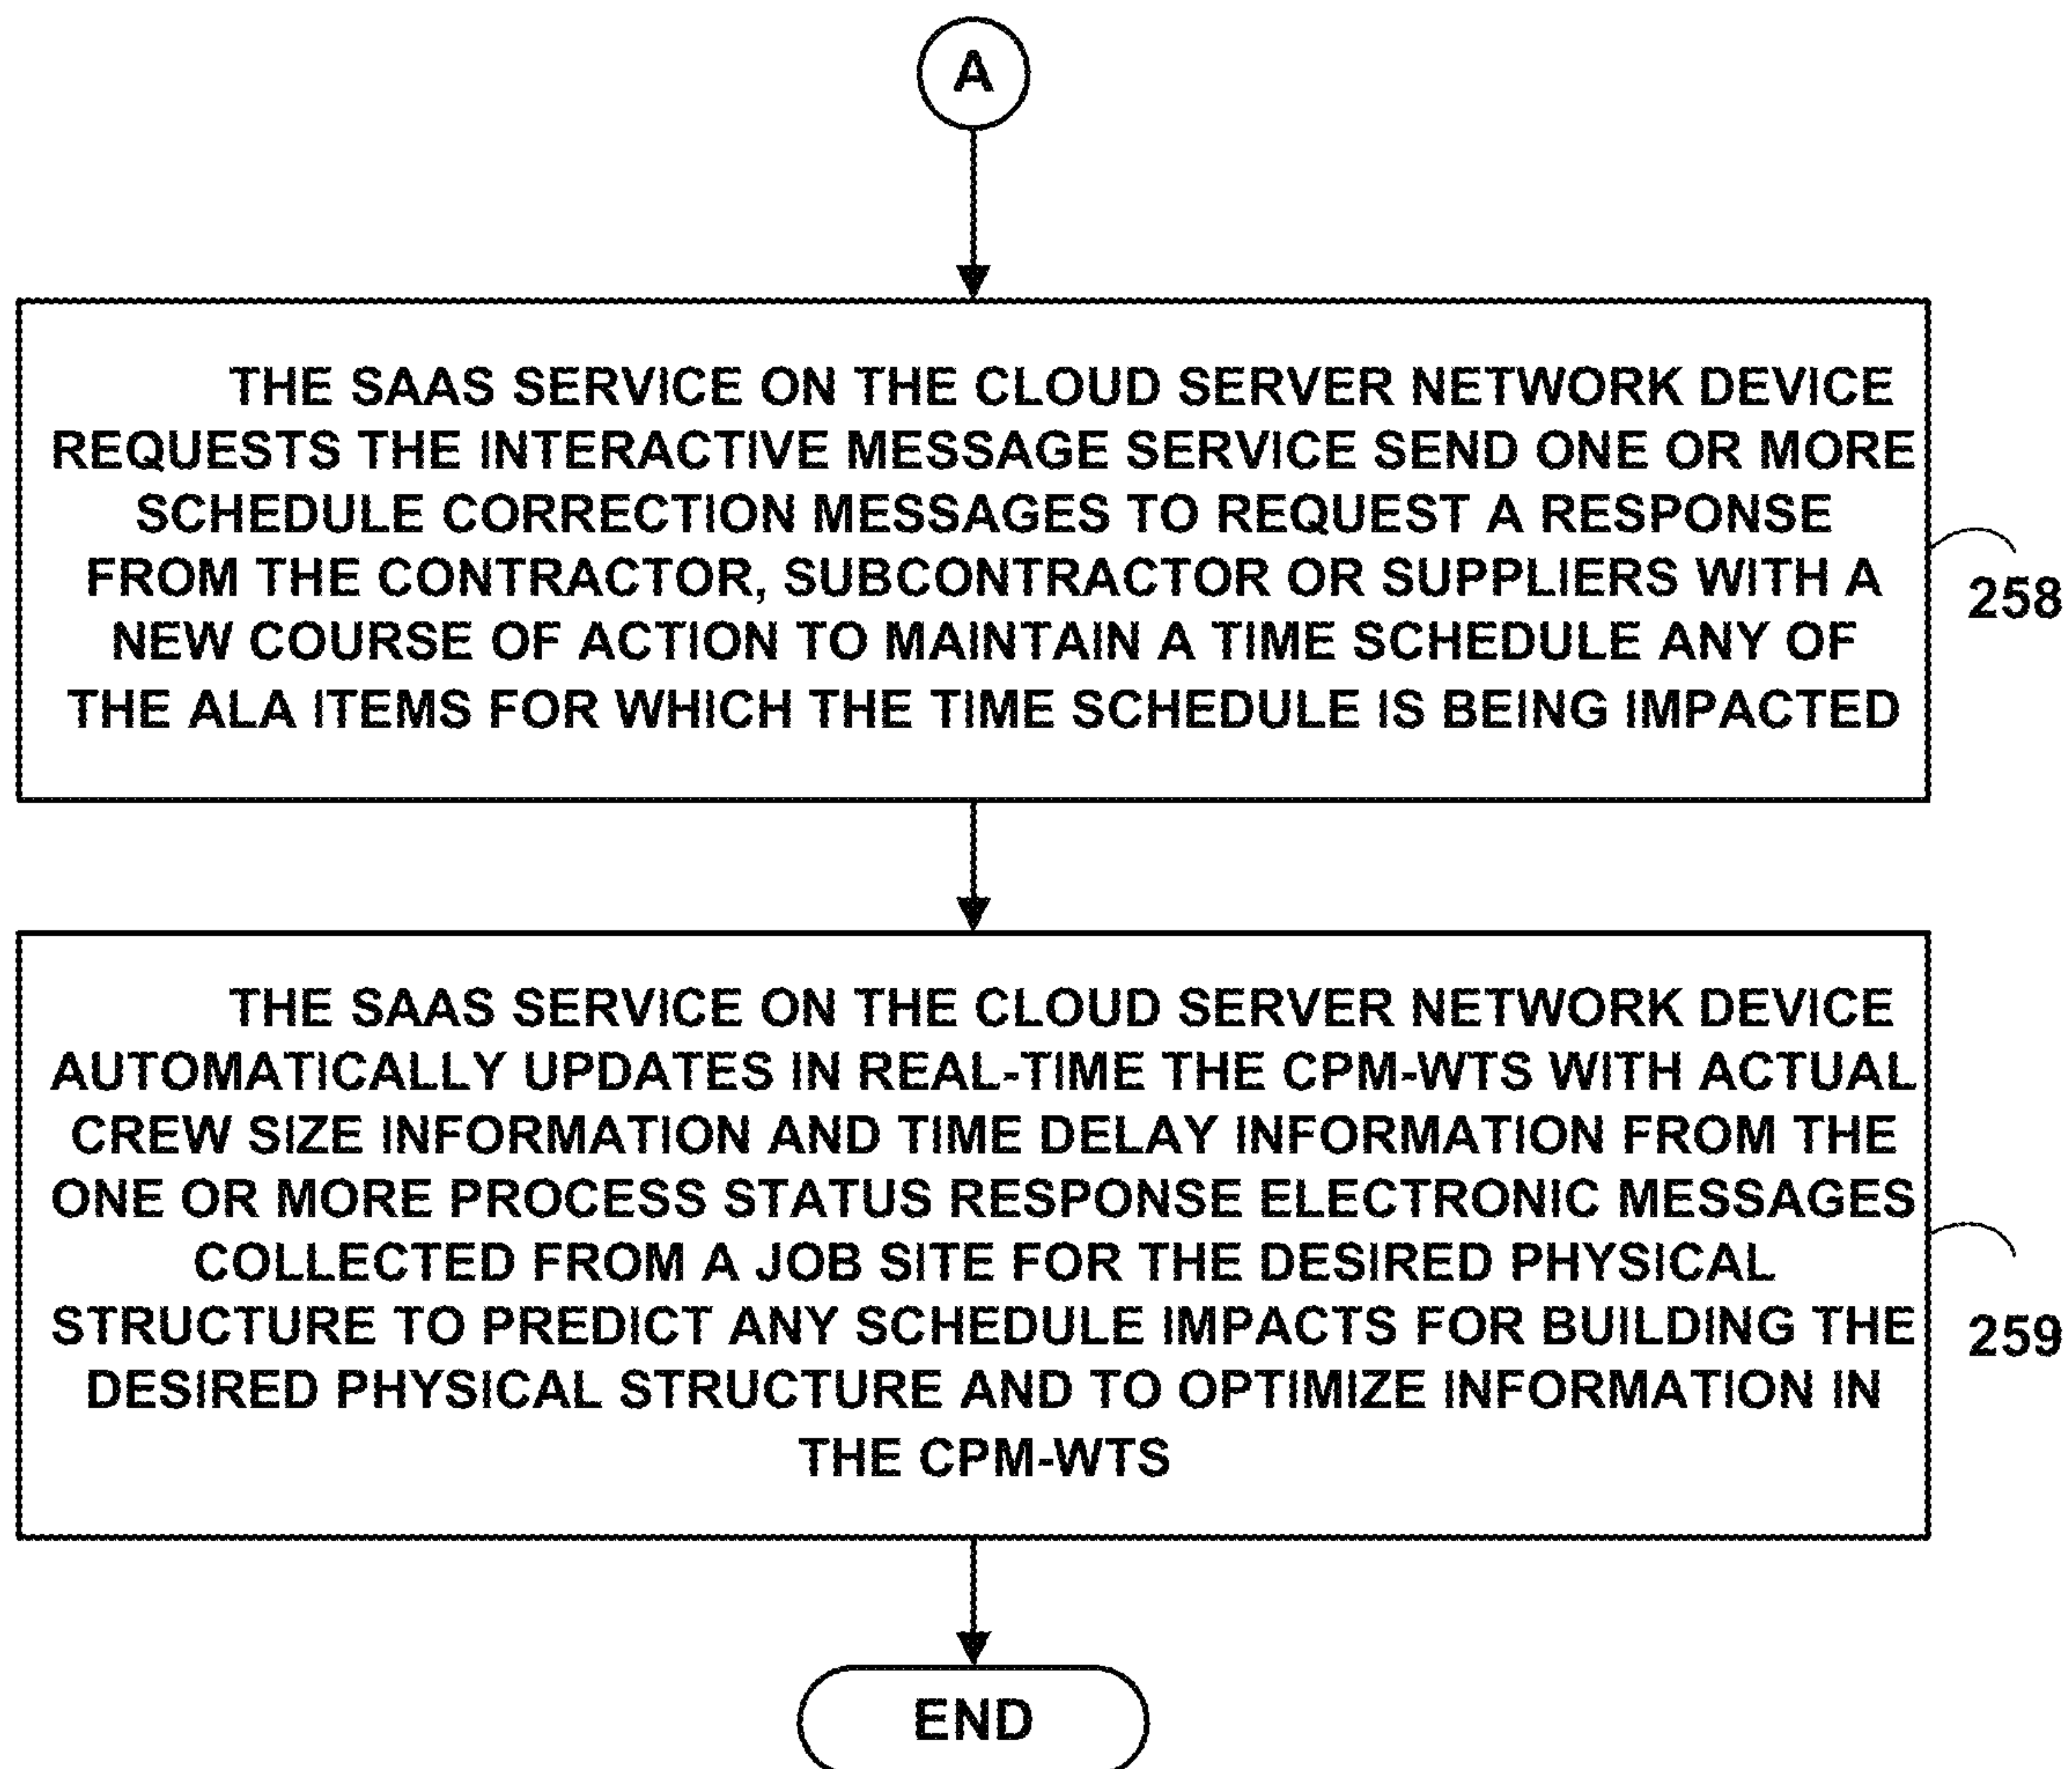 A
THE SAAS SERVICE ON THE CLOUD SERVER NETWORK DEVICE
REQUESTS THE INTERACTIVE MESSAGE SERVICE SEND ONE OR MORE
SCHEDULE CORRECTION MESSAGES TO REQUEST A RESPONSE
FROM THE CONTRACTOR, SUBCONTRACTOR OR SUPPLIERS WITH A
NEW COURSE OF ACTION TO MAINTAIN A TIME SCHEDULE ANY OF
THE ALA ITEMS FOR WHICH THE TIME SCHEDULE IS BEING IMPACTED
258
THE SAAS SERVICE ON THE CLOUD SERVER NETWORK DEVICE
AUTOMATICALLY UPDATES IN REAL-TIME THE CPM-WTS WITH ACTUAL
CREW SIZE INFORMATION AND TIME DELAY INFORMATION FROM THE
ONE OR MORE PROCESS STATUS RESPONSE ELECTRONIC MESSAGES
COLLECTED FROM A JOB SITE FOR THE DESIRED PHYSICAL
STRUCTURE TO PREDICT ANY SCHEDULE IMPACTS FOR BUILDING THE
DESIRED PHYSICAL STRUCTURE AND TO OPTIMIZE INFORMATION IN
THE CPM-WTS
259
END